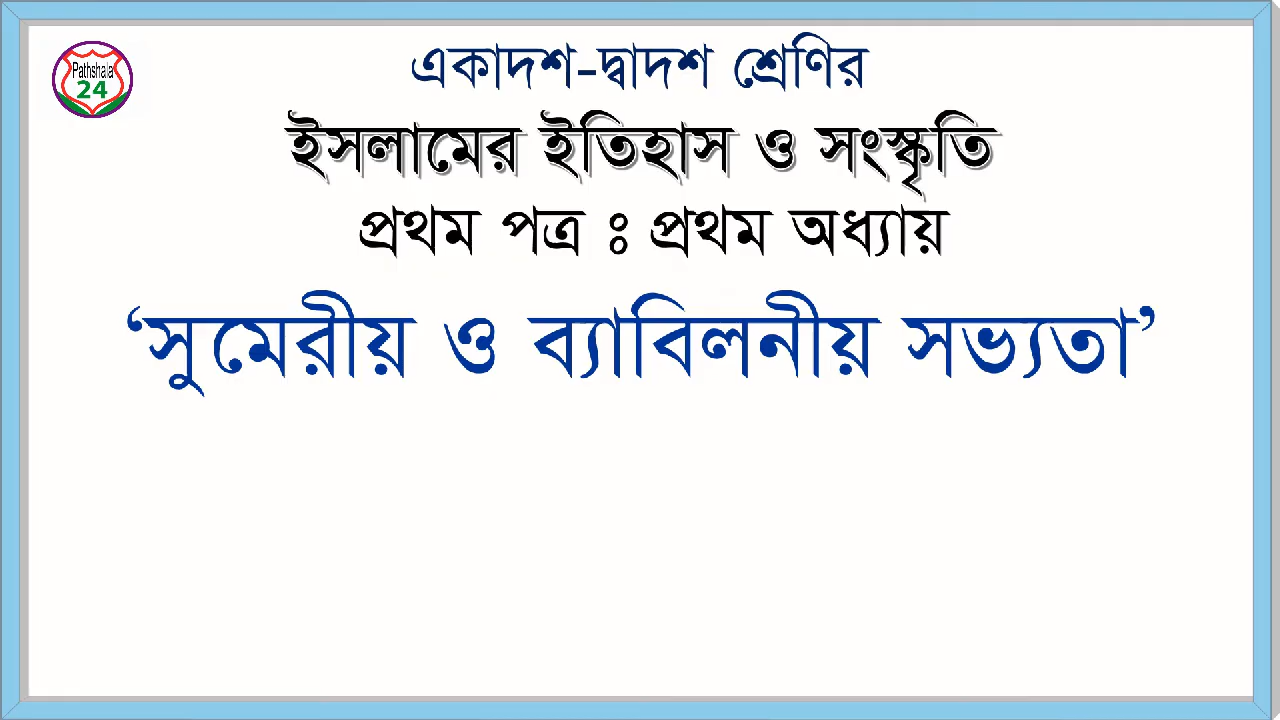 Pathshala
24
একাদশ-দ্বাদশ শ্রেণির
ইসলামের ইতিহাস ও সংস্কৃতি
প্রথম পত্র ঃ প্রথম অধ্যায়
‘সুমেরীয় ও ব্যাবিলনীয় সভ্যতা’